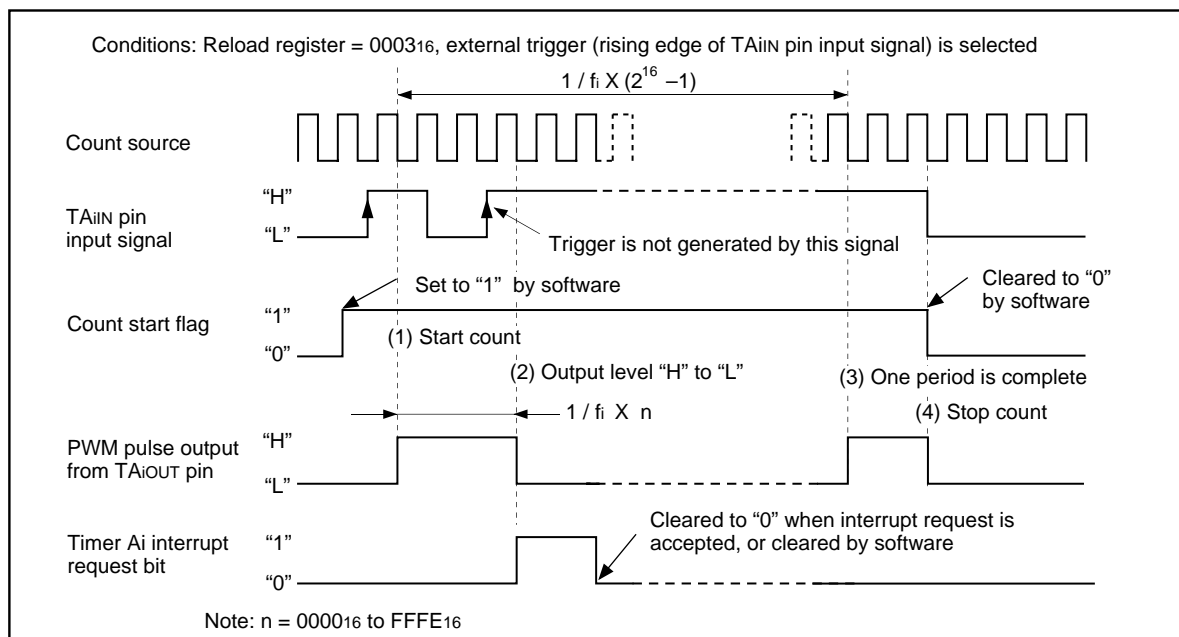 Conditions: Reload register = 000316, external trigger (rising edge of TAiIN pin input signal) is selected
1 / fi X (2^16 –1)
Count source
TAiIN pin
input signal
“H”
“L”
Trigger is not generated by this signal
Count start flag
“1”
“0”
Set to “1” by software
Cleared to “0”
by software
(1) Start count
(2) Output level “H” to “L”
(3) One period is complete
(4) Stop count
1 / fi X n
PWM pulse output
from TAiOUT pin
“H”
“L”
Timer Ai interrupt
request bit
“1”
“0”
Cleared to “0” when interrupt request is
accepted, or cleared by software
Note: n = 000016 to FFFE16